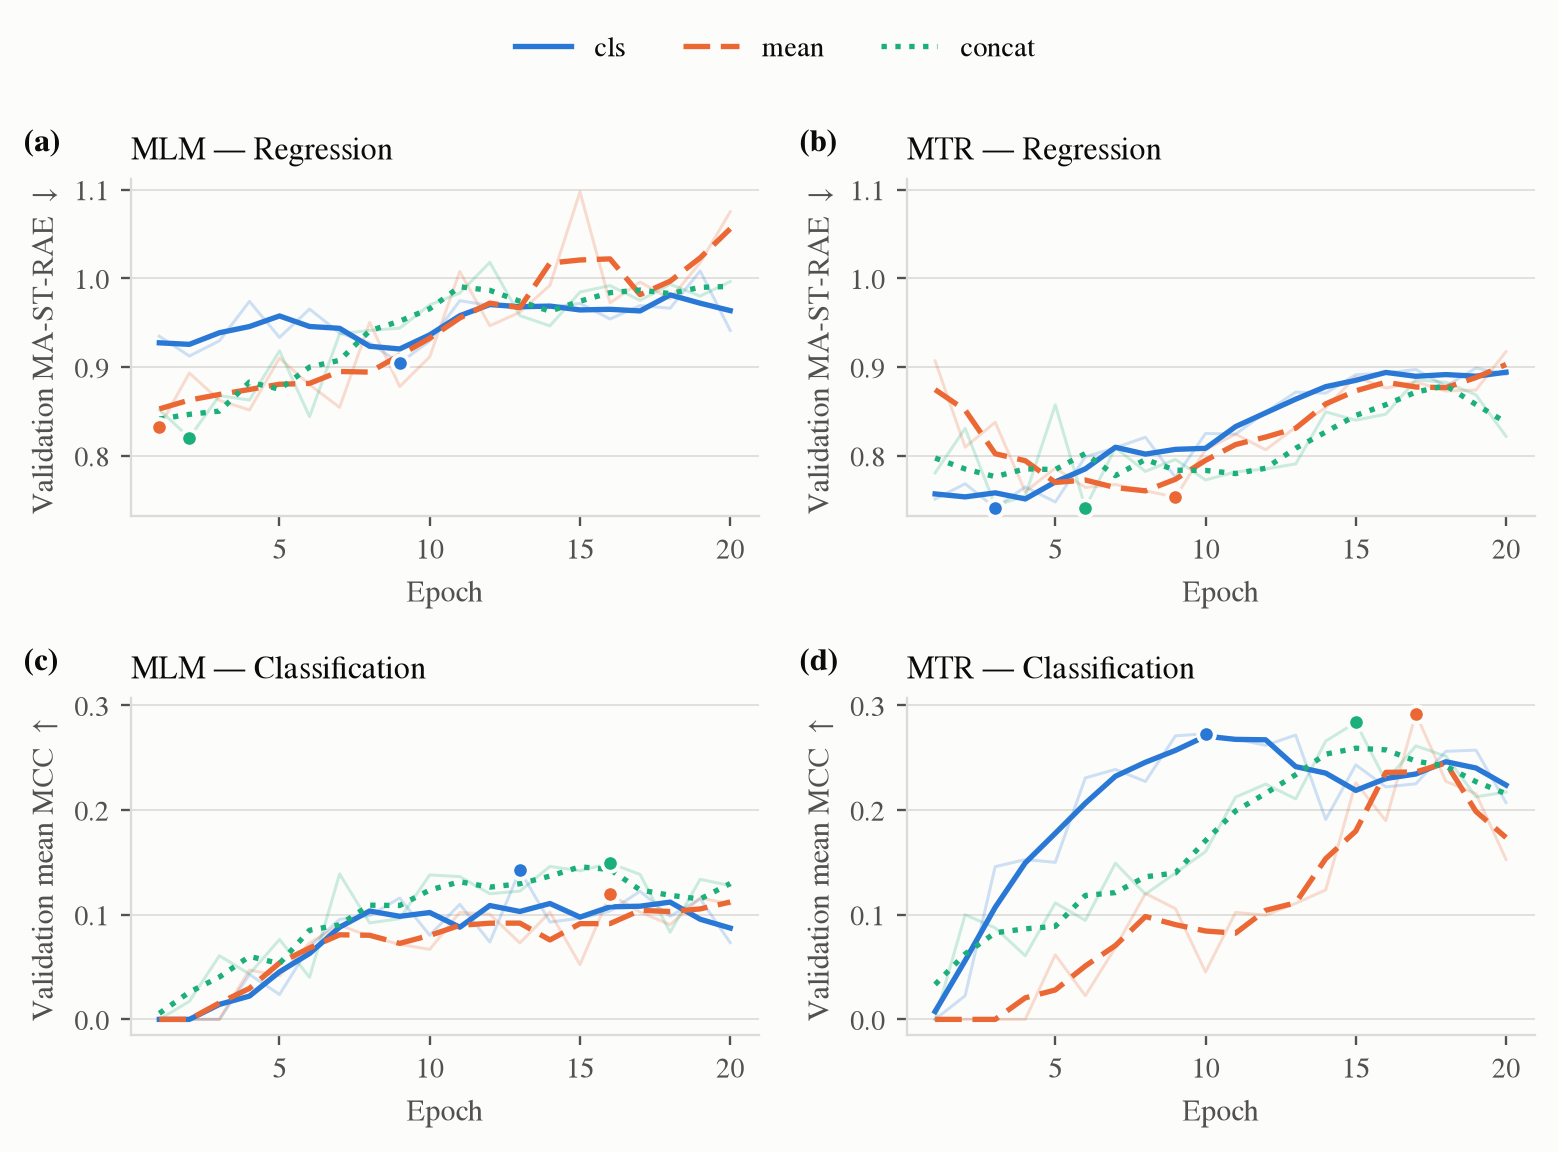 cls mean concat
(a) MLM — Regression
Validation MA-ST-RAE ↓
1.1
1.0
0.9
0.8
5 10 15 20
Epoch
(b) MTR — Regression
Validation MA-ST-RAE ↓
1.1
1.0
0.9
0.8
5 10 15 20
Epoch
(c) MLM — Classification
Validation mean MCC ↑
0.3
0.2
0.1
0.0
5 10 15 20
Epoch
(d) MTR — Classification
Validation mean MCC ↑
0.3
0.2
0.1
0.0
5 10 15 20
Epoch